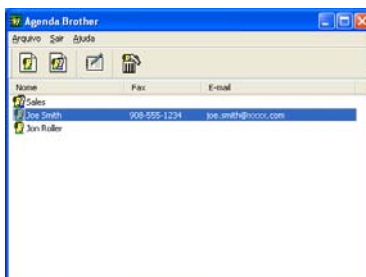 Agenda Brother
Arquivo Sair Ajuda
Nome Fax E-mail
Sales
Joe Smith 908-555-1234 joe.smith@xxxxx.com
Jon Roller